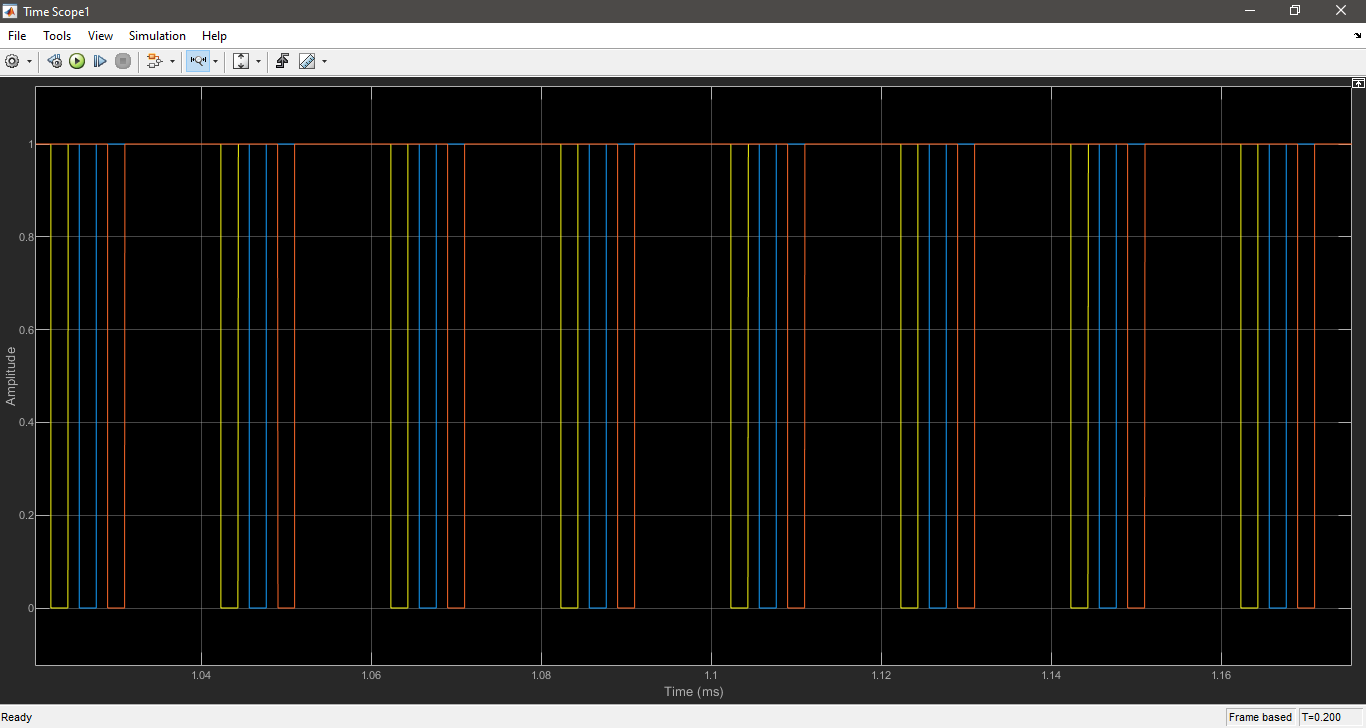 Time Scope1
File Tools View Simulation Help
1
0.8
0.6
0.4
0.2
0
Amplitude
1.04 1.06 1.08 1.1 1.12 1.14 1.16
Time (ms)
Ready Frame based T=0.200